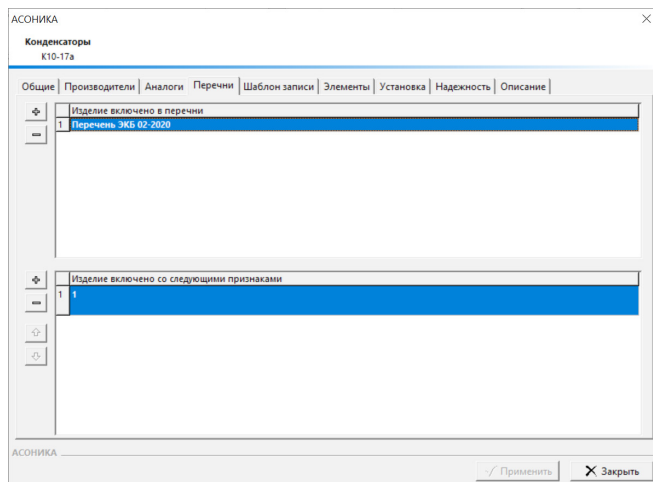 АСОНИКА
Конденсаторы
К10-17а
Общие Производители Аналоги Перечни Шаблон записи Элементы Установка Надежность Описание
Изделие включено в перечни
1 Перечень ЭКБ 02-2020
Изделие включено со следующими признаками
1 1
АСОНИКА
Применить Закрыть